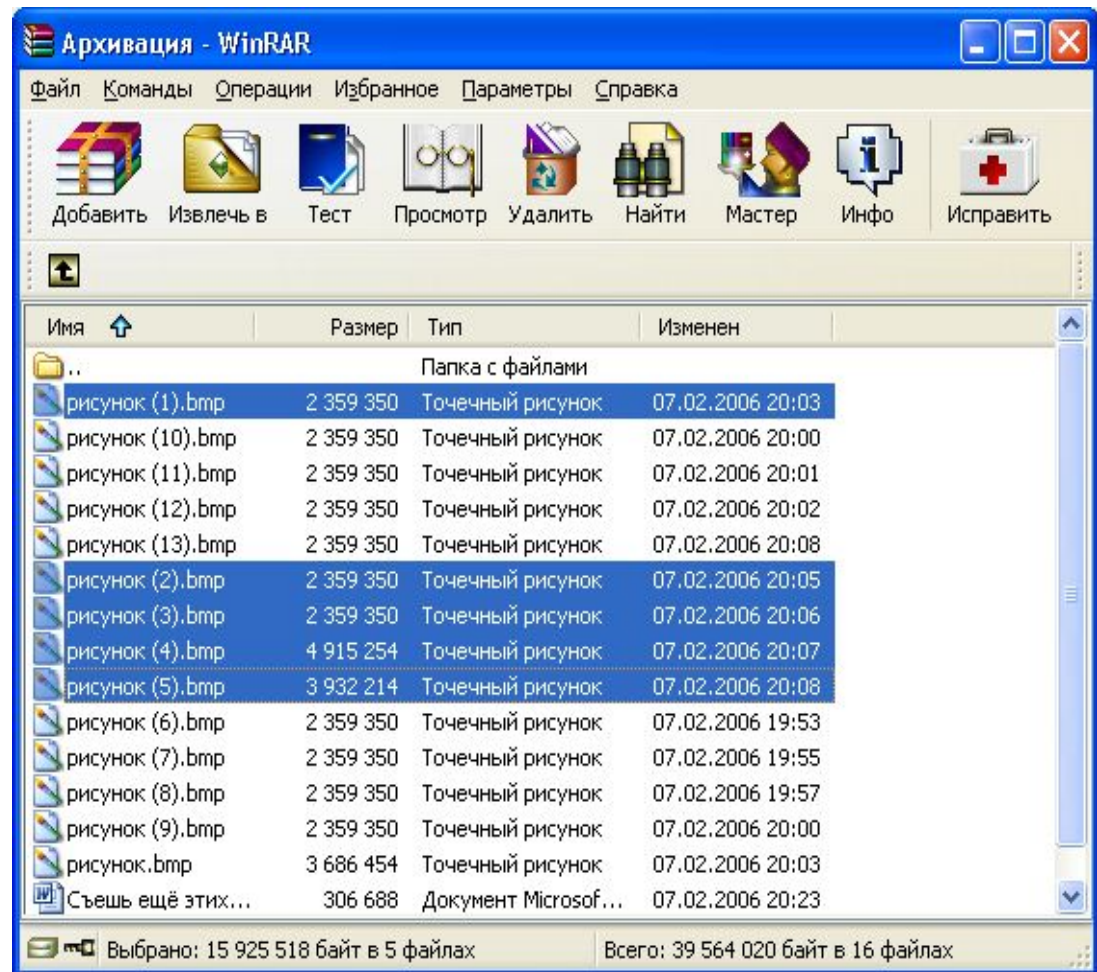 Архивация - WinRAR
Файл Команды Операции Избранное Параметры Справка
Добавить Извлечь в Тест Просмотр Удалить Найти Мастер Инфо Исправить
Имя Размер Тип Изменен
.. Папка с файлами
рисунок (1).bmp 2 359 350 Точечный рисунок 07.02.2006 20:03
рисунок (10).bmp 2 359 350 Точечный рисунок 07.02.2006 20:00
рисунок (11).bmp 2 359 350 Точечный рисунок 07.02.2006 20:01
рисунок (12).bmp 2 359 350 Точечный рисунок 07.02.2006 20:02
рисунок (13).bmp 2 359 350 Точечный рисунок 07.02.2006 20:08
рисунок (2).bmp 2 359 350 Точечный рисунок 07.02.2006 20:05
рисунок (3).bmp 2 359 350 Точечный рисунок 07.02.2006 20:06
рисунок (4).bmp 4 915 254 Точечный рисунок 07.02.2006 20:07
рисунок (5).bmp 3 932 214 Точечный рисунок 07.02.2006 20:08
рисунок (6).bmp 2 359 350 Точечный рисунок 07.02.2006 19:53
рисунок (7).bmp 2 359 350 Точечный рисунок 07.02.2006 19:55
рисунок (8).bmp 2 359 350 Точечный рисунок 07.02.2006 19:57
рисунок (9).bmp 2 359 350 Точечный рисунок 07.02.2006 20:00
рисунок.bmp 3 686 454 Точечный рисунок 07.02.2006 20:03
Съешь ещё этих... 306 688 Документ Microsof... 07.02.2006 20:23
Выбрано: 15 925 518 байт в 5 файлах Всего: 39 564 020 байт в 16 файлах